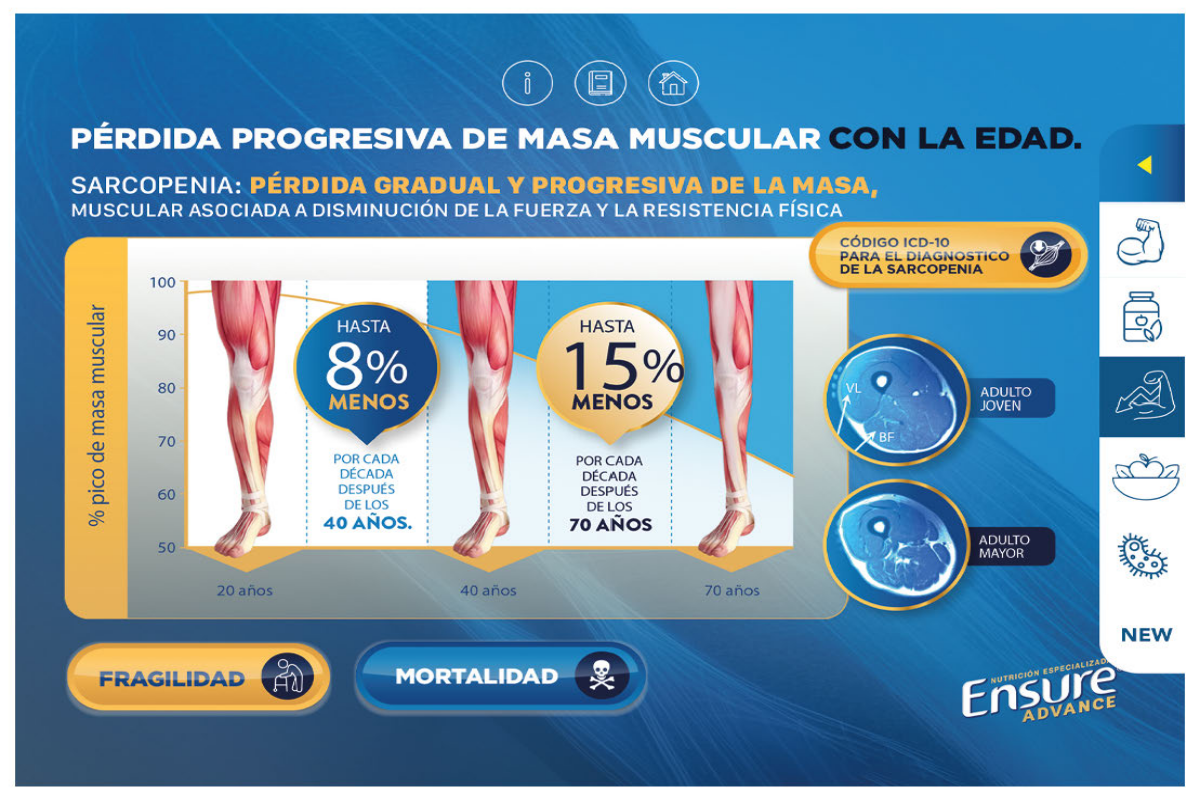 PÉRDIDA PROGRESIVA DE MASA MUSCULAR CON LA EDAD.
SARCOPENIA: PÉRDIDA GRADUAL Y PROGRESIVA DE LA MASA,
MUSCULAR ASOCIADA A DISMINUCIÓN DE LA FUERZA Y LA RESISTENCIA FÍSICA
CÓDIGO ICD-10
PARA EL DIAGNOSTICO
DE LA SARCOPENIA
% pico de masa muscular
100
90
80
70
60
50
HASTA
8%
MENOS
POR CADA
DÉCADA
DESPUÉS
DE LOS
40 AÑOS.
HASTA
15%
MENOS
POR CADA
DÉCADA
DESPUÉS
DE LOS
70 AÑOS
20 años
40 años
70 años
VL
BF
ADULTO
JOVEN
ADULTO
MAYOR
NEW
FRAGILIDAD
MORTALIDAD
NUTRICIÓN ESPECIALIZADA
Ensure
ADVANCE